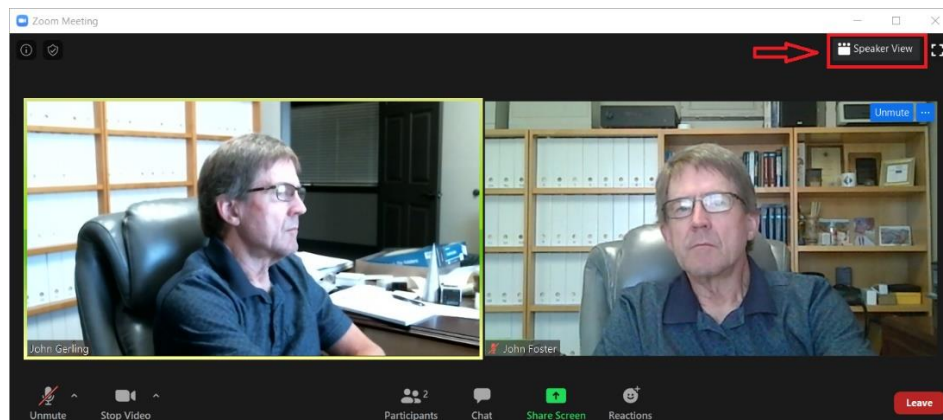 Zoom Meeting
Speaker View
Unmute ...
John Gerling
John Foster
2
Unmute
Stop Video
Participants
Chat
Share Screen
Reactions
Leave